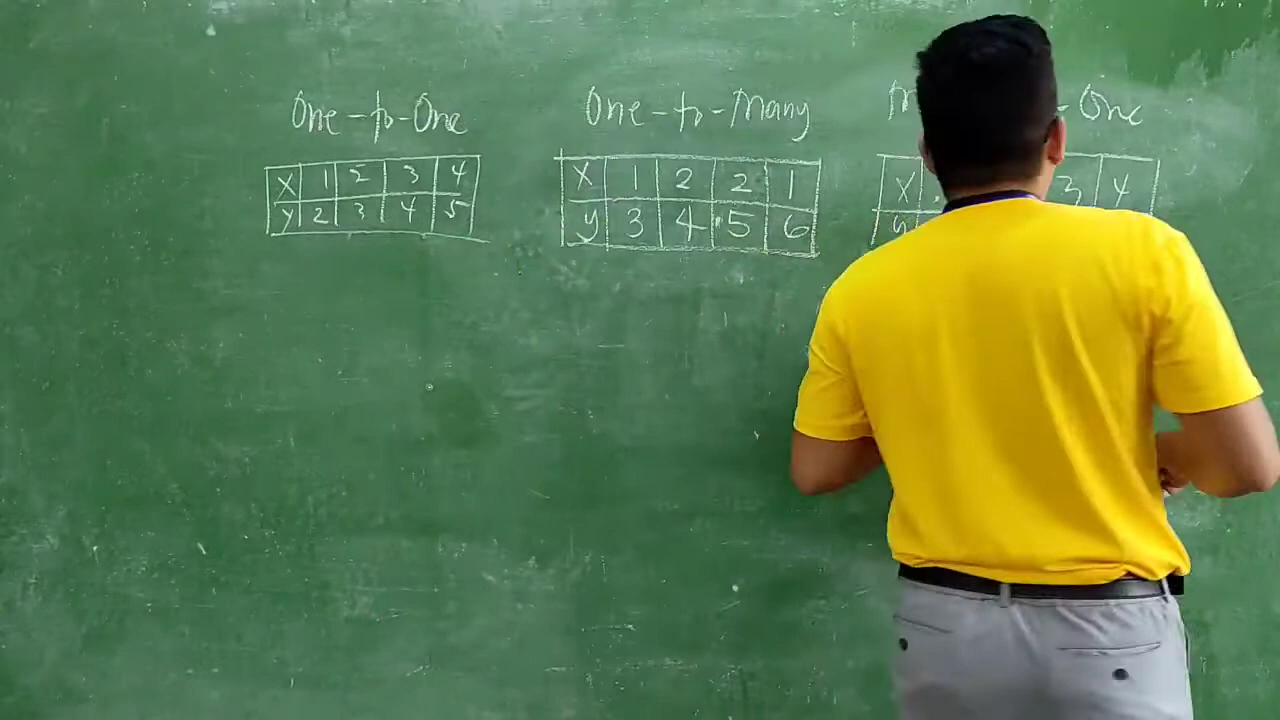 One-to-One
X 1 2 3 4
y 2 3 4 5
One-to-Many
X 1 2 2 1
y 3 4 5 6
-One
X 3 4
y